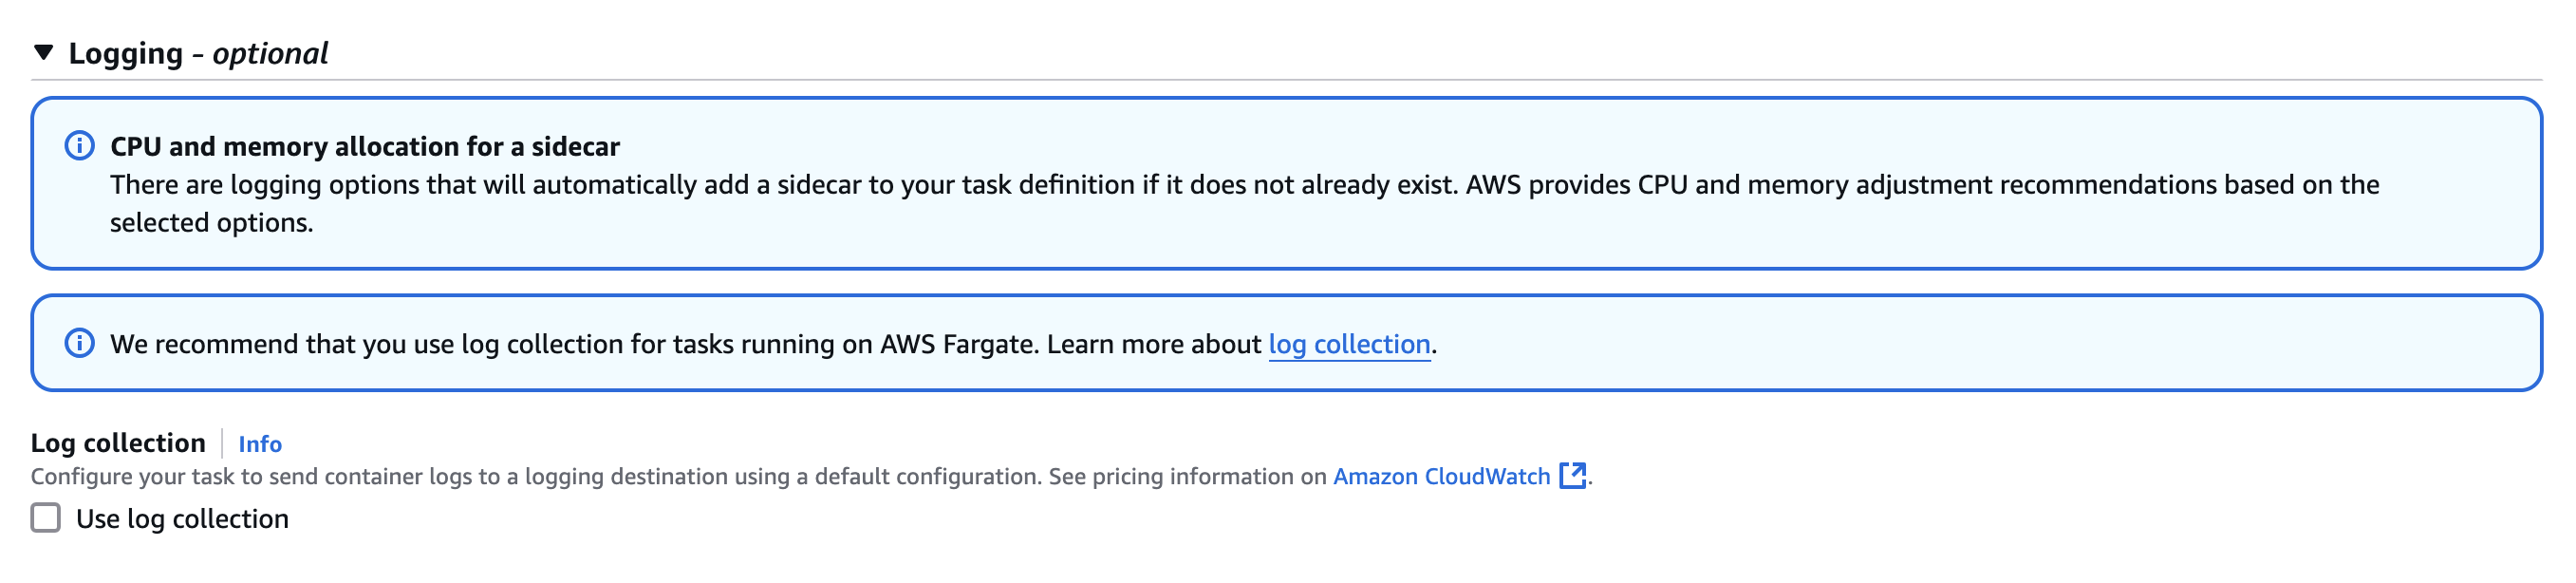 Logging - optional
CPU and memory allocation for a sidecar
There are logging options that will automatically add a sidecar to your task definition if it does not already exist. AWS provides CPU and memory adjustment recommendations based on the
selected options.
We recommend that you use log collection for tasks running on AWS Fargate. Learn more about log collection.
Log collection Info
Configure your task to send container logs to a logging destination using a default configuration. See pricing information on Amazon CloudWatch.
Use log collection